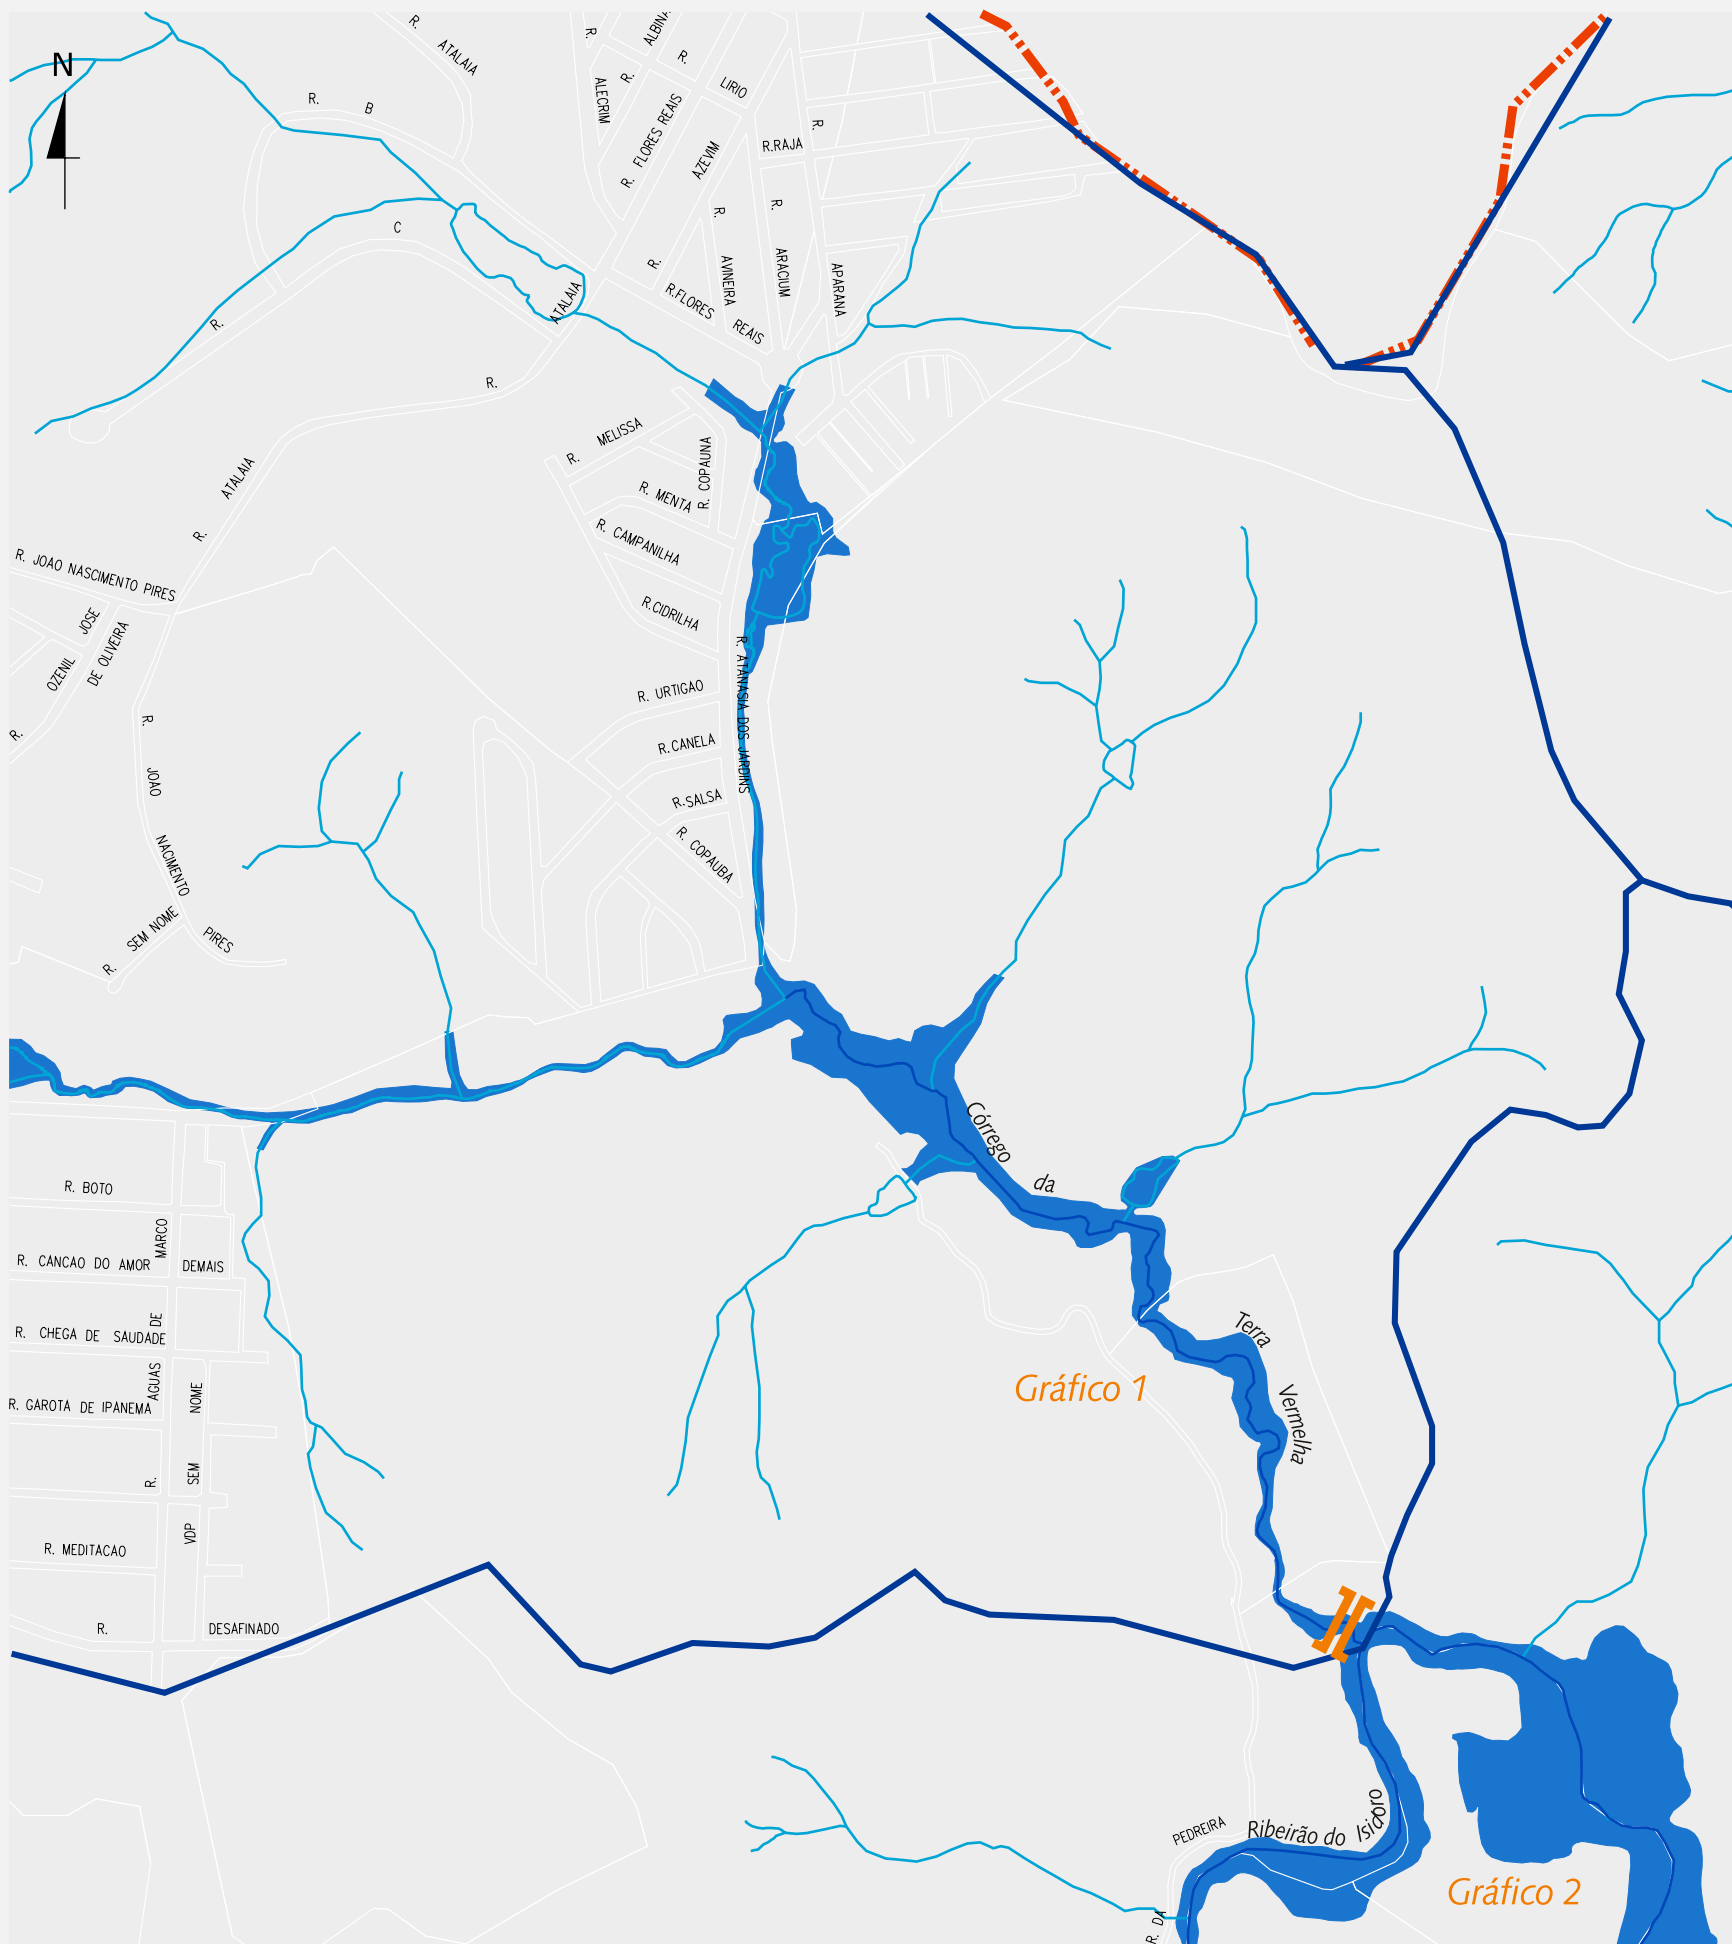 N
R.
ATALAIA
R. B
C
R.
R.
ALECRIM
R.
ALBINA
R.
LIRIO
R. FLORES REAIS
AZEVIM
R.
R.RAJA
R.
R.
AVINEIRA
R.
ARACIUM
APARANA
ATALAIA
R.FLORES
REAIS
R.
R. MELISSA
R. COPAUNA
R. MENTA
R. CAMPANILHA
R.CIDRILHA
R. ATALAIA
R. JOAO NASCIMENTO PIRES
JOSE
OZENIL
DE OLIVEIRA
R.
R. URTIGAO
R.CANELA
R.SALSA
R. COPAUBA
R. ATANASIA DOS JARDINS
R.
JOAO
NACIMENTO
PIRES
R. SEM NOME
Córrego
da
Terra
Vermelha
R. BOTO
MARCO
R. CANCAO DO AMOR
DEMAIS
DE
R. CHEGA DE SAUDADE
AGUAS
NOME
R. GAROTA DE IPANEMA
R.
SEM
VDP
R. MEDITACAO
R. DESAFINADO
Gráfico 1
PEDREIRA
Ribeirão do Isidoro
R. DA
Gráfico 2